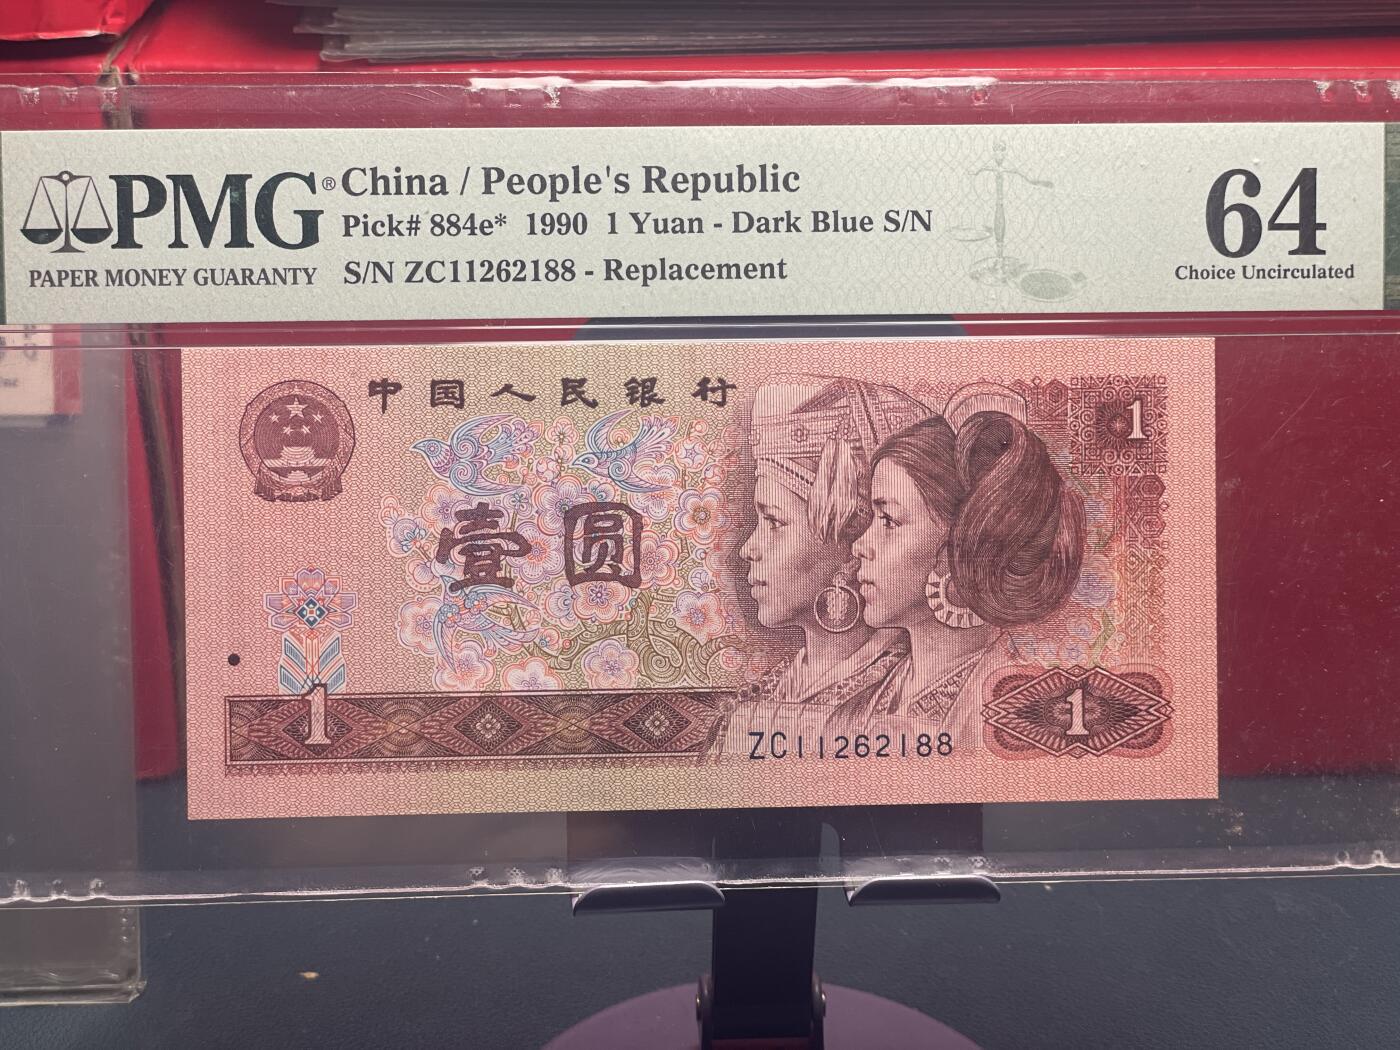 PMG®
PAPER MONEY GUARANTY
China / People's Republic
Pick# 884e* 1990 1 Yuan - Dark Blue S/N
S/N ZC11262188 - Replacement
64
Choice Uncirculated
中国人民银行
1
壹圆
1
ZC11262188
1